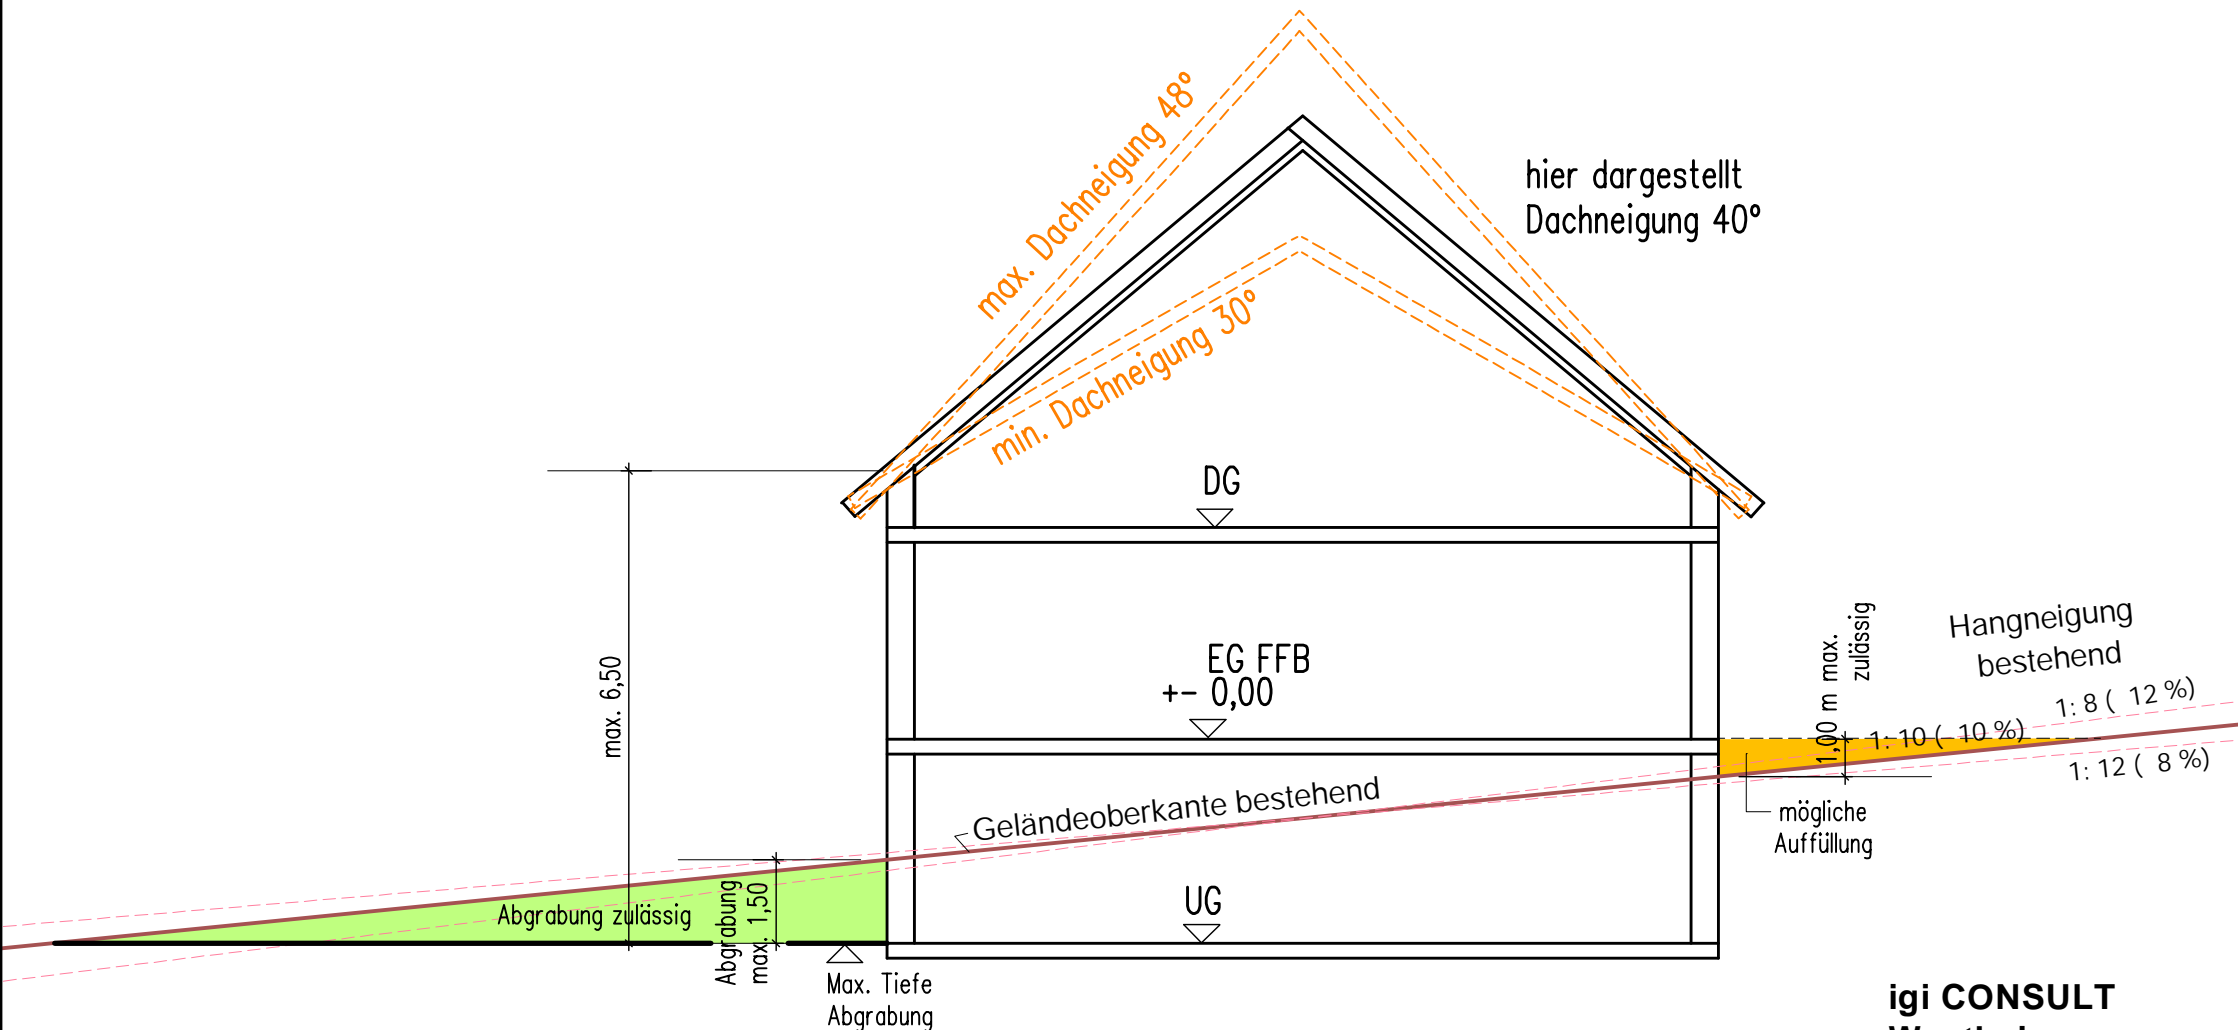 max. Dachneigung 48°
hier dargestellt
Dachneigung 40°
min. Dachneigung 30°
DG
max. 6,50
EG FFB
+- 0,00
1,00 m max.
zulässig
Hangneigung
bestehend
1: 8 ( 12 %)
1: 10 ( 10 %)
1: 12 ( 8 %)
Geländeoberkante bestehend
mögliche
Auffüllung
Abgrabung zulässig
Abgrabung
max. 1,50
UG
Max. Tiefe
Abgrabung
igi CONSULT